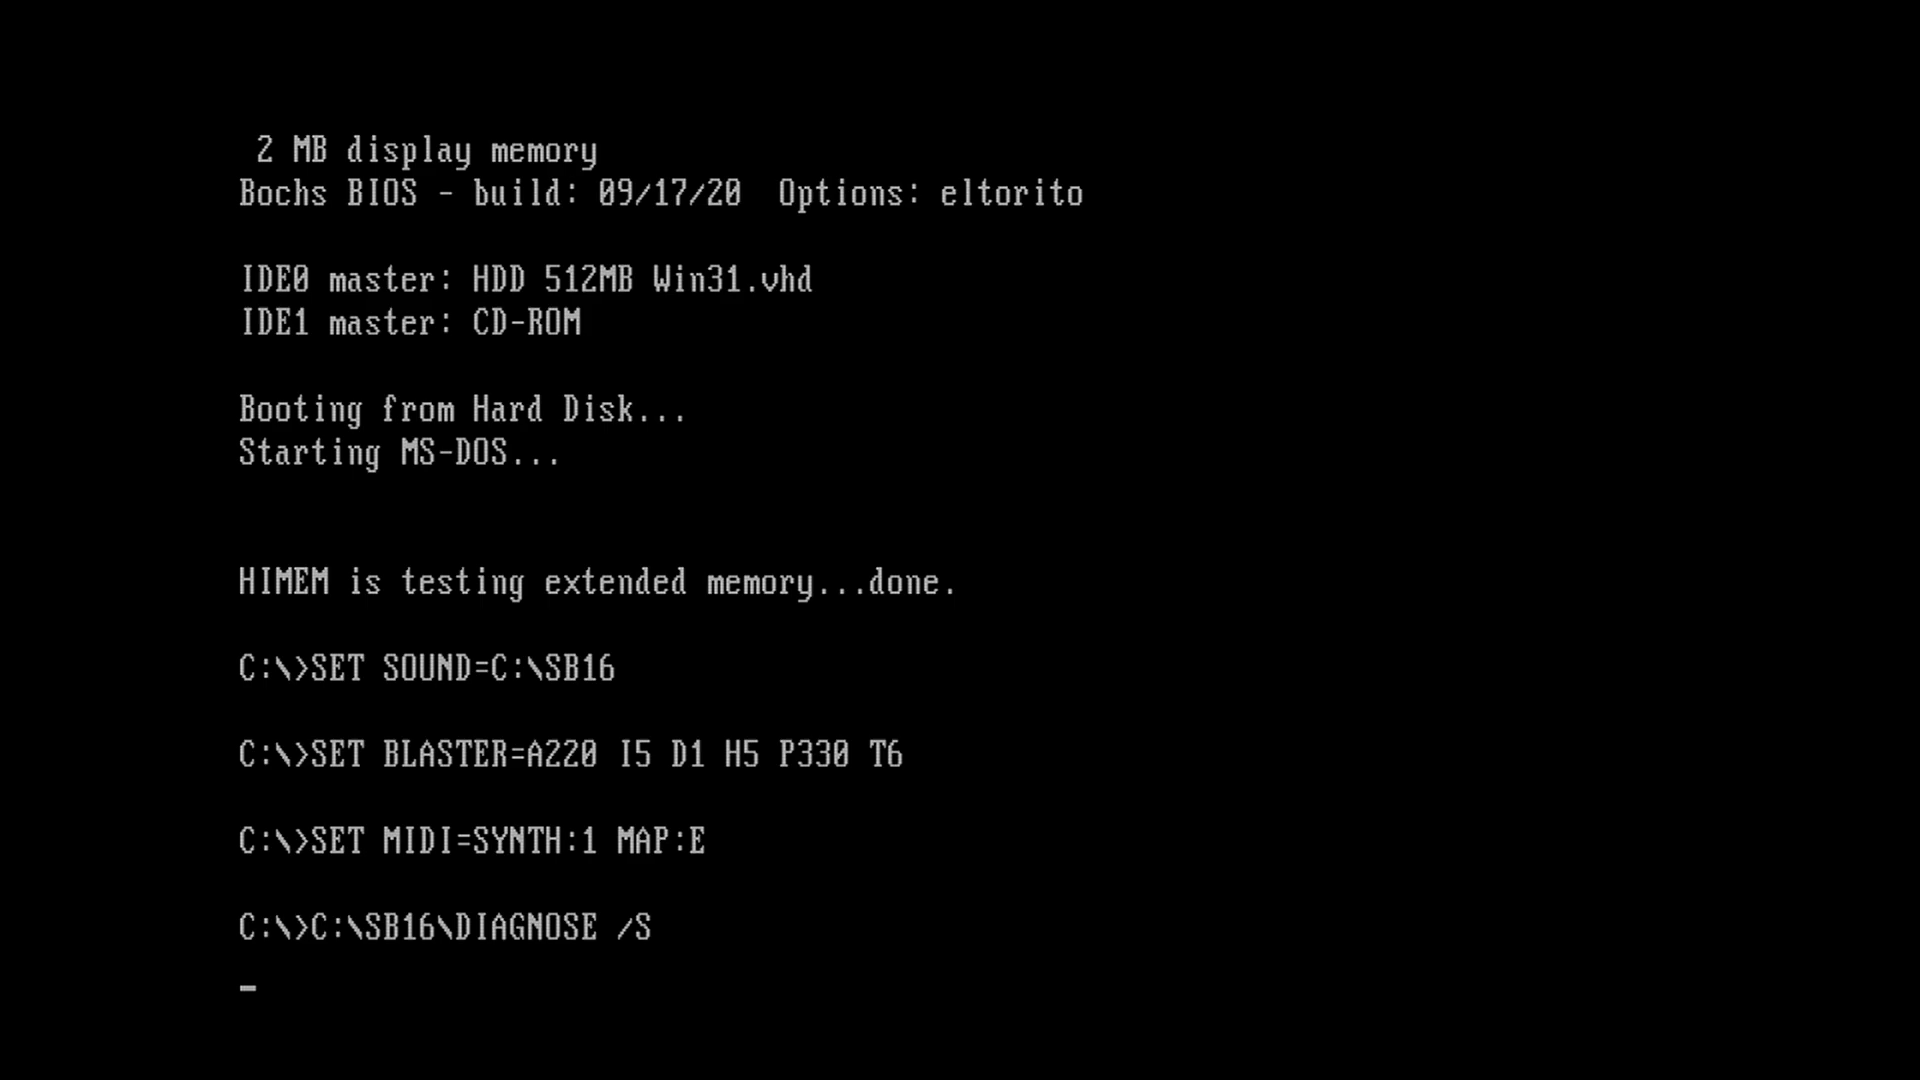 2 MB display memory
Bochs BIOS - build: 09/17/20  Options: eltorito
IDE0 master: HDD 512MB Win31.vhd
IDE1 master: CD-ROM
Booting from Hard Disk...
Starting MS-DOS...
HIMEM is testing extended memory...done.
C:\>SET SOUND=C:\SB16
C:\>SET BLASTER=A220 I5 D1 H5 P330 T6
C:\>SET MIDI=SYNTH:1 MAP:E
C:\>C:\SB16\DIAGNOSE /S